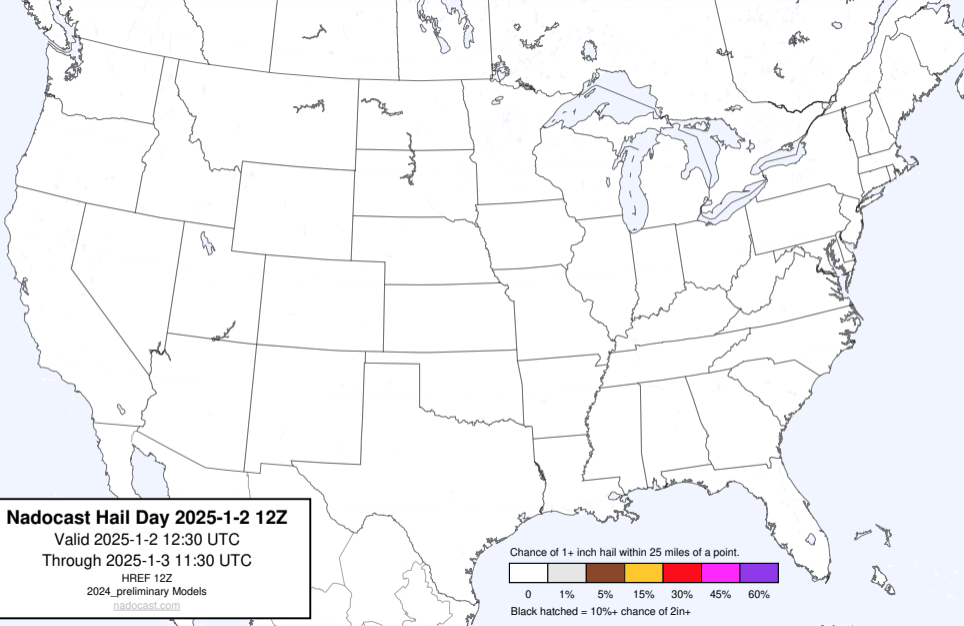 Nadocast Hail Day 2025-1-2 12Z
Valid 2025-1-2 12:30 UTC
Through 2025-1-3 11:30 UTC
HREF 12Z
2024_preliminary Models
nadocast.com
Chance of 1+ inch hail within 25 miles of a point.
0 1% 5% 15% 30% 45% 60%
Black hatched = 10%+ chance of 2in+